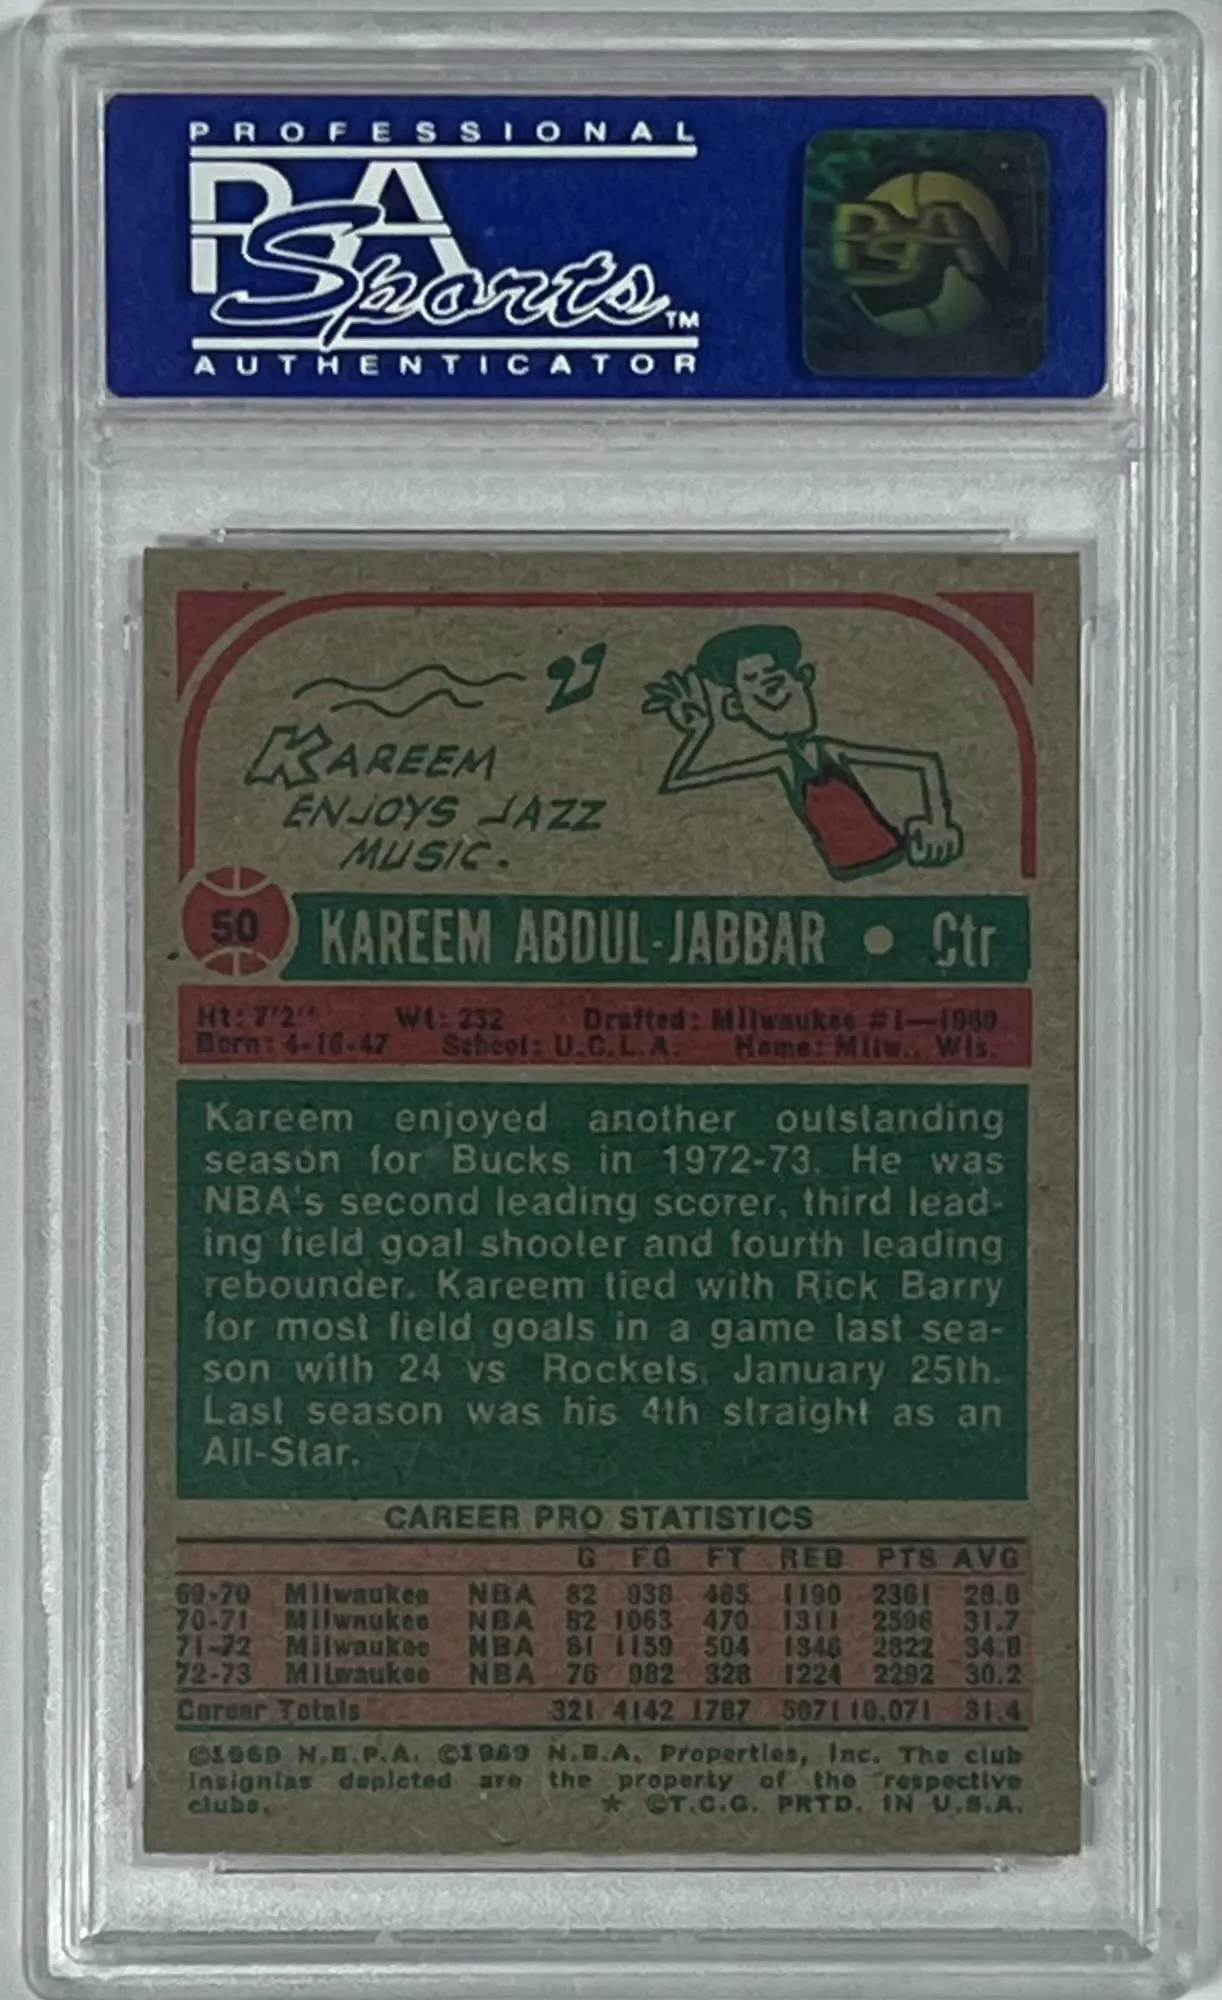 PROFESSIONAL
PSA
Sports™
AUTHENTICATOR
PSA
KAREEM
ENJOYS JAZZ
MUSIC.
50 KAREEM ABDUL-JABBAR • Ctr
Ht: 7'2" Wt: 232 Drafted: Milwaukee #1—1969
Born: 4-16-47 School: U.C.L.A. Home: Milw., Wis.
Kareem enjoyed another outstanding
season for Bucks in 1972-73. He was
NBA's second leading scorer, third lead-
ing field goal shooter and fourth leading
rebounder. Kareem tied with Rick Barry
for most field goals in a game last sea-
son with 24 vs Rockets, January 25th.
Last season was his 4th straight as an
All-Star.
CAREER PRO STATISTICS
G FG FT REB PTS AVG
69-70 Milwaukee NBA 82 938 485 1190 2361 28.8
70-71 Milwaukee NBA 82 1063 470 1311 2596 31.7
71-72 Milwaukee NBA 81 1159 504 1346 2822 34.8
72-73 Milwaukee NBA 76 982 328 1224 2292 30.2
Career Totals 321 4142 1787 5071 10,071 31.4
©1969 N.B.P.A. ©1969 N.B.A. Properties, Inc. The club
insignias depicted are the property of the respective
clubs. * ©T.C.G. PRTD. IN U.S.A.